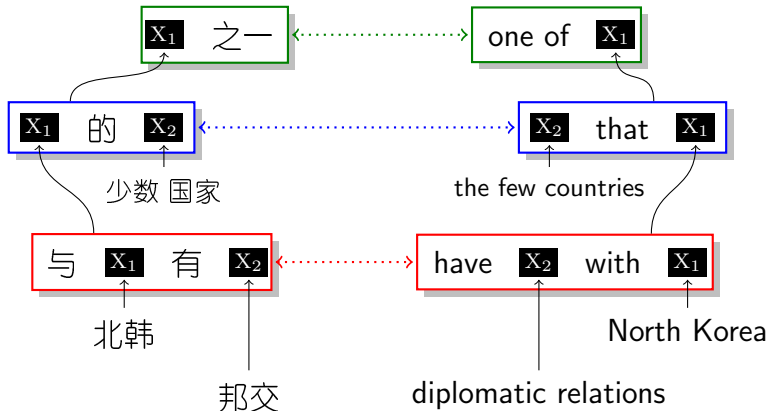 X₁ 之一 one of X₁
X₁ 的 X₂ X₂ that X₁
少数 国家 the few countries
与 X₁ 有 X₂ have X₂ with X₁
北韩 North Korea
邦交 diplomatic relations